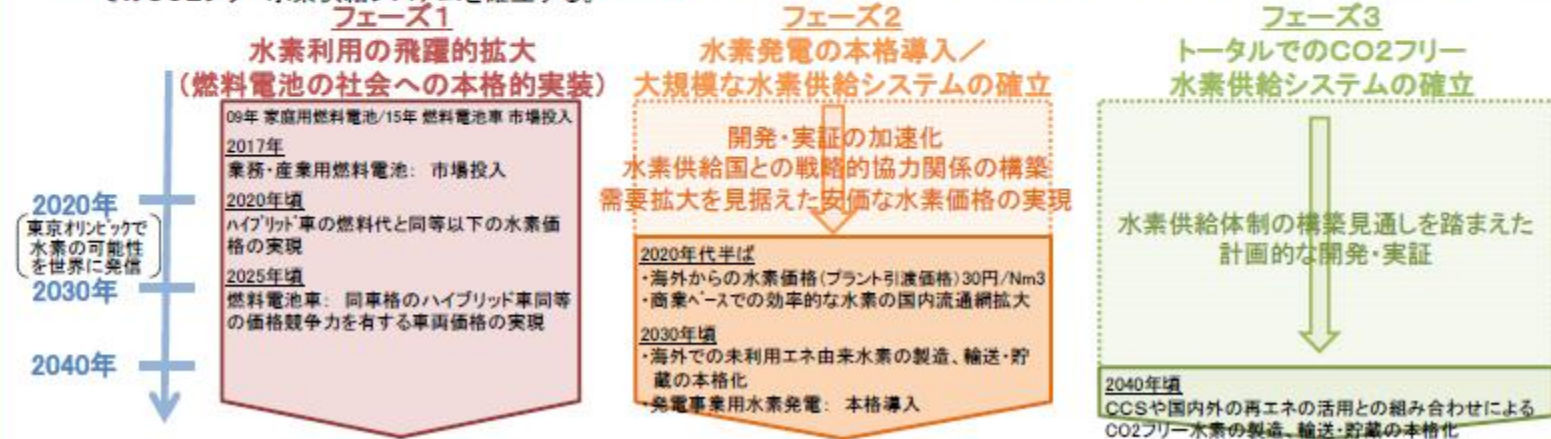 でのCO2フリー水素供給システムを確立する。
フェーズ1
水素利用の飛躍的拡大
(燃料電池の社会への本格的実装)
09年 家庭用燃料電池/15年 燃料電池車 市場投入
2017年
業務・産業用燃料電池: 市場投入
2020年頃
ハイブリッド車の燃料代と同等以下の水素価
格の実現
2025年頃
燃料電池車: 同車格のハイブリッド車同等
の価格競争力を有する車両価格の実現
2020年
東京オリンピックで
水素の可能性
を世界に発信
2030年
2040年
フェーズ2
水素発電の本格導入/
大規模な水素供給システムの確立
開発・実証の加速化
水素供給国との戦略的協力関係の構築
需要拡大を見据えた安価な水素価格の実現
2020年代半ば
・海外からの水素価格(プラント引渡価格)30円/Nm3
・商業ベースでの効率的な水素の国内流通網拡大
2030年頃
・海外での未利用エネ由来水素の製造、輸送・貯
蔵の本格化
・発電事業用水素発電: 本格導入
フェーズ3
トータルでのCO2フリー
水素供給システムの確立
水素供給体制の構築見通しを踏まえた
計画的な開発・実証
2040年頃
CCSや国内外の再エネの活用との組み合わせによる
CO2フリー水素の製造、輸送・貯蔵の本格化